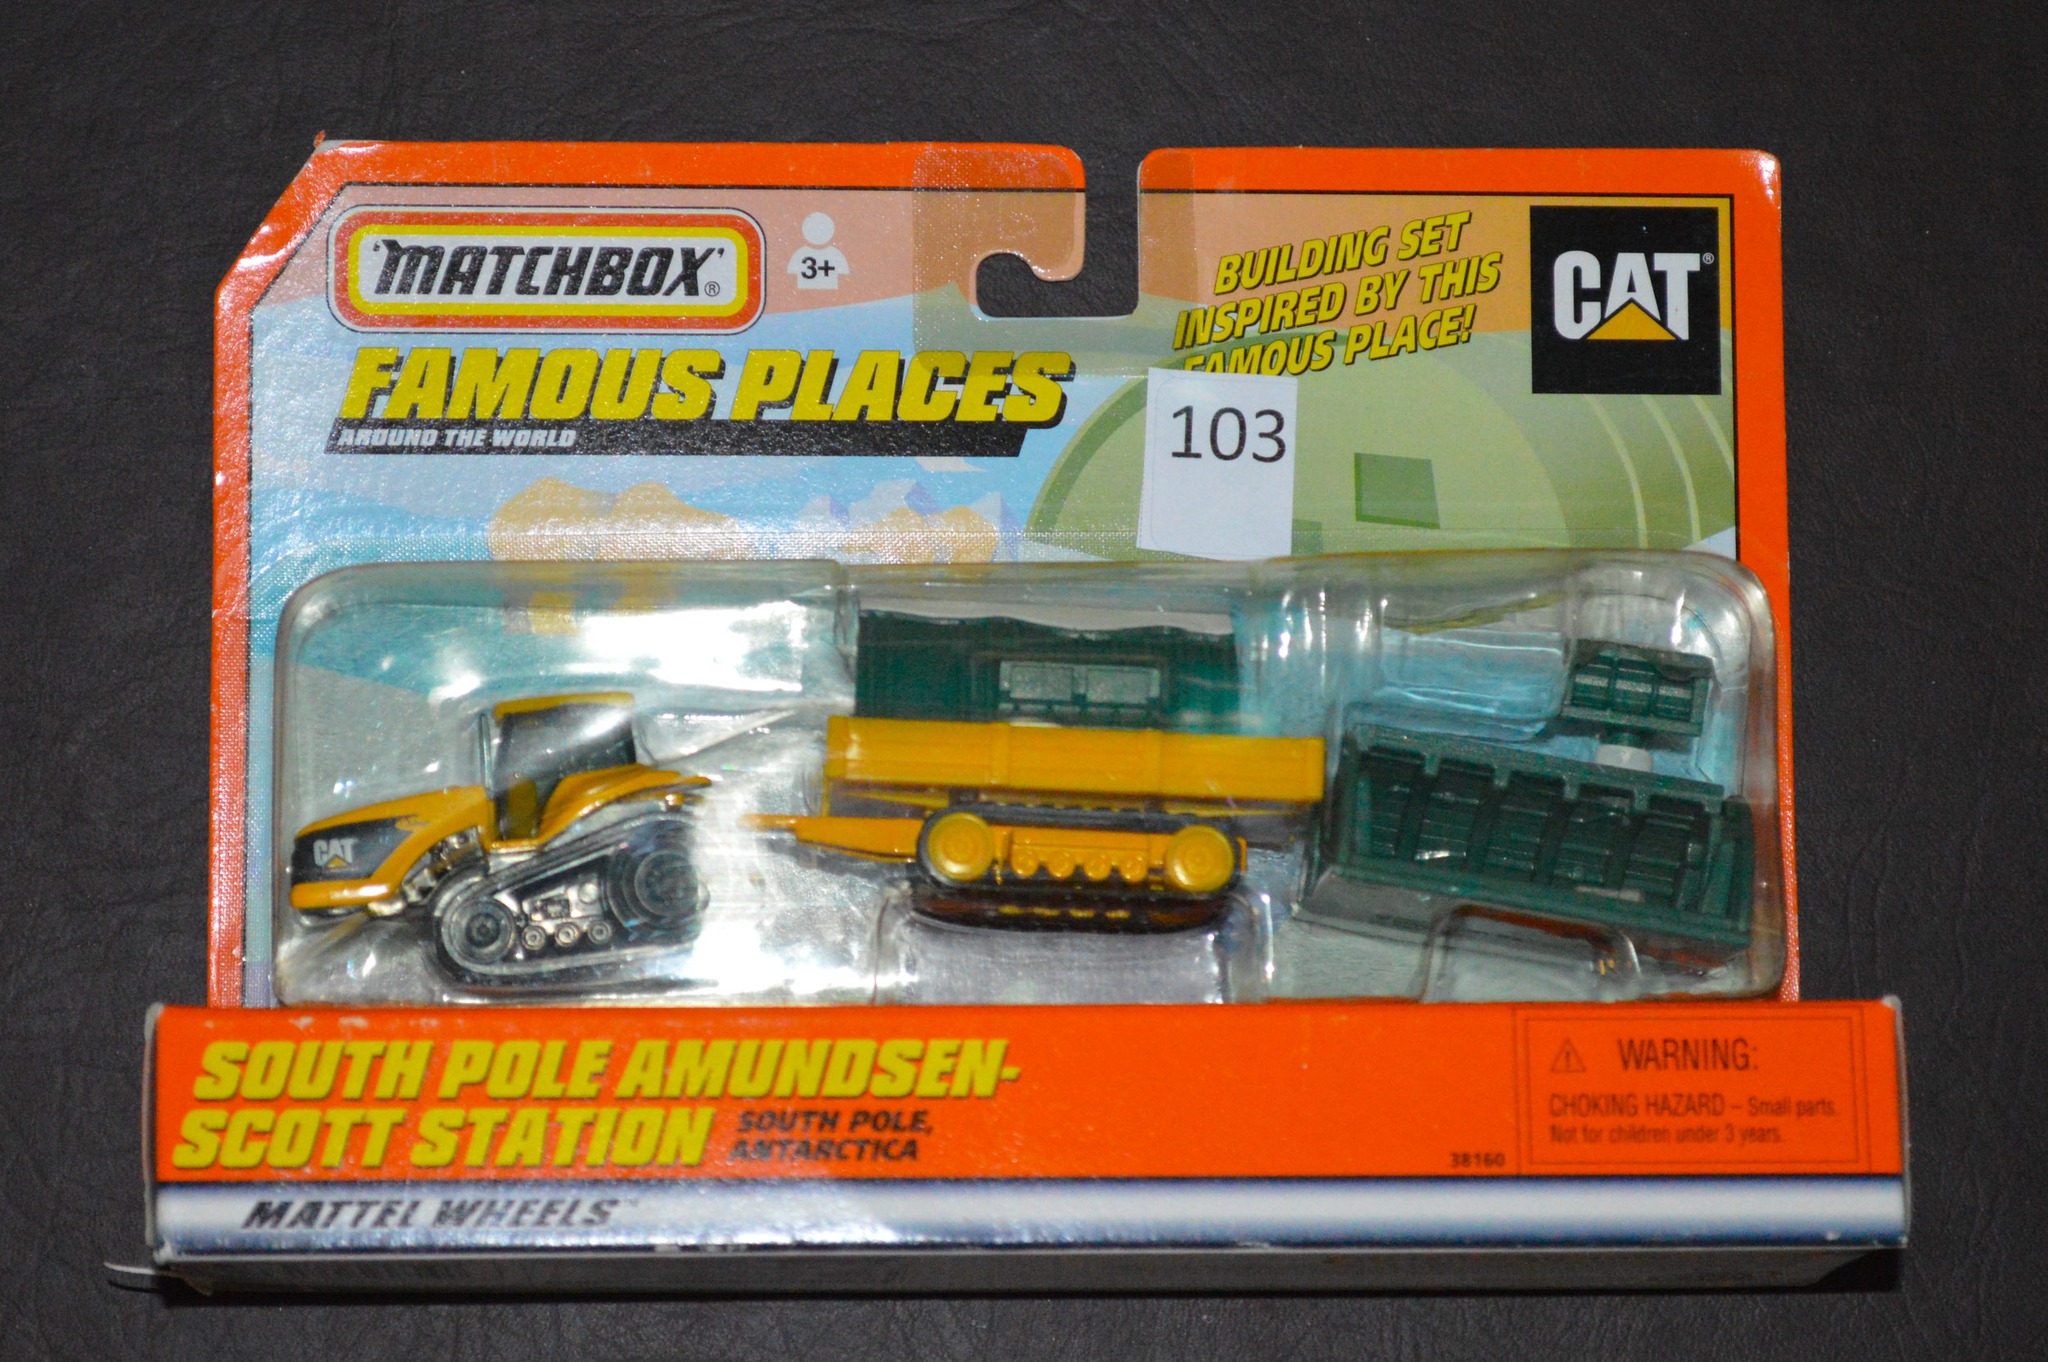 MATCHBOX®
3+
FAMOUS PLACES
AROUND THE WORLD
BUILDING SET
INSPIRED BY THIS
FAMOUS PLACE!
CAT®
103
CAT
SOUTH POLE AMUNDSEN-
SCOTT STATION SOUTH POLE,
ANTARCTICA
38160
WARNING:
CHOKING HAZARD – Small parts.
Not for children under 3 years.
MATTEL WHEELS™